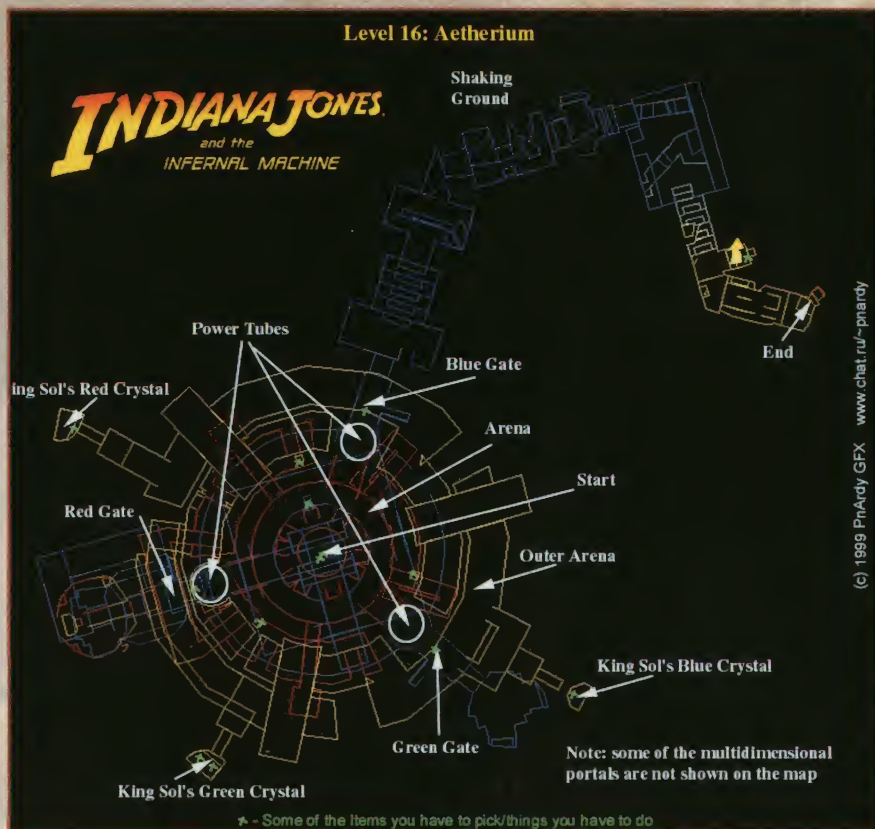 Level 16: Aetherium
INDIANA JONES
and the
INFERNAL MACHINE
Shaking
Ground
Power Tubes
End
Blue Gate
ing Sol's Red Crystal
Arena
Start
Red Gate
Outer Arena
King Sol's Blue Crystal
Green Gate
Note: some of the multidimensional
portals are not shown on the map
King Sol's Green Crystal
- Some of the Items you have to pick/things you have to do
(c) 1999 PnArdy GFX www.chat.ru/~pnardy